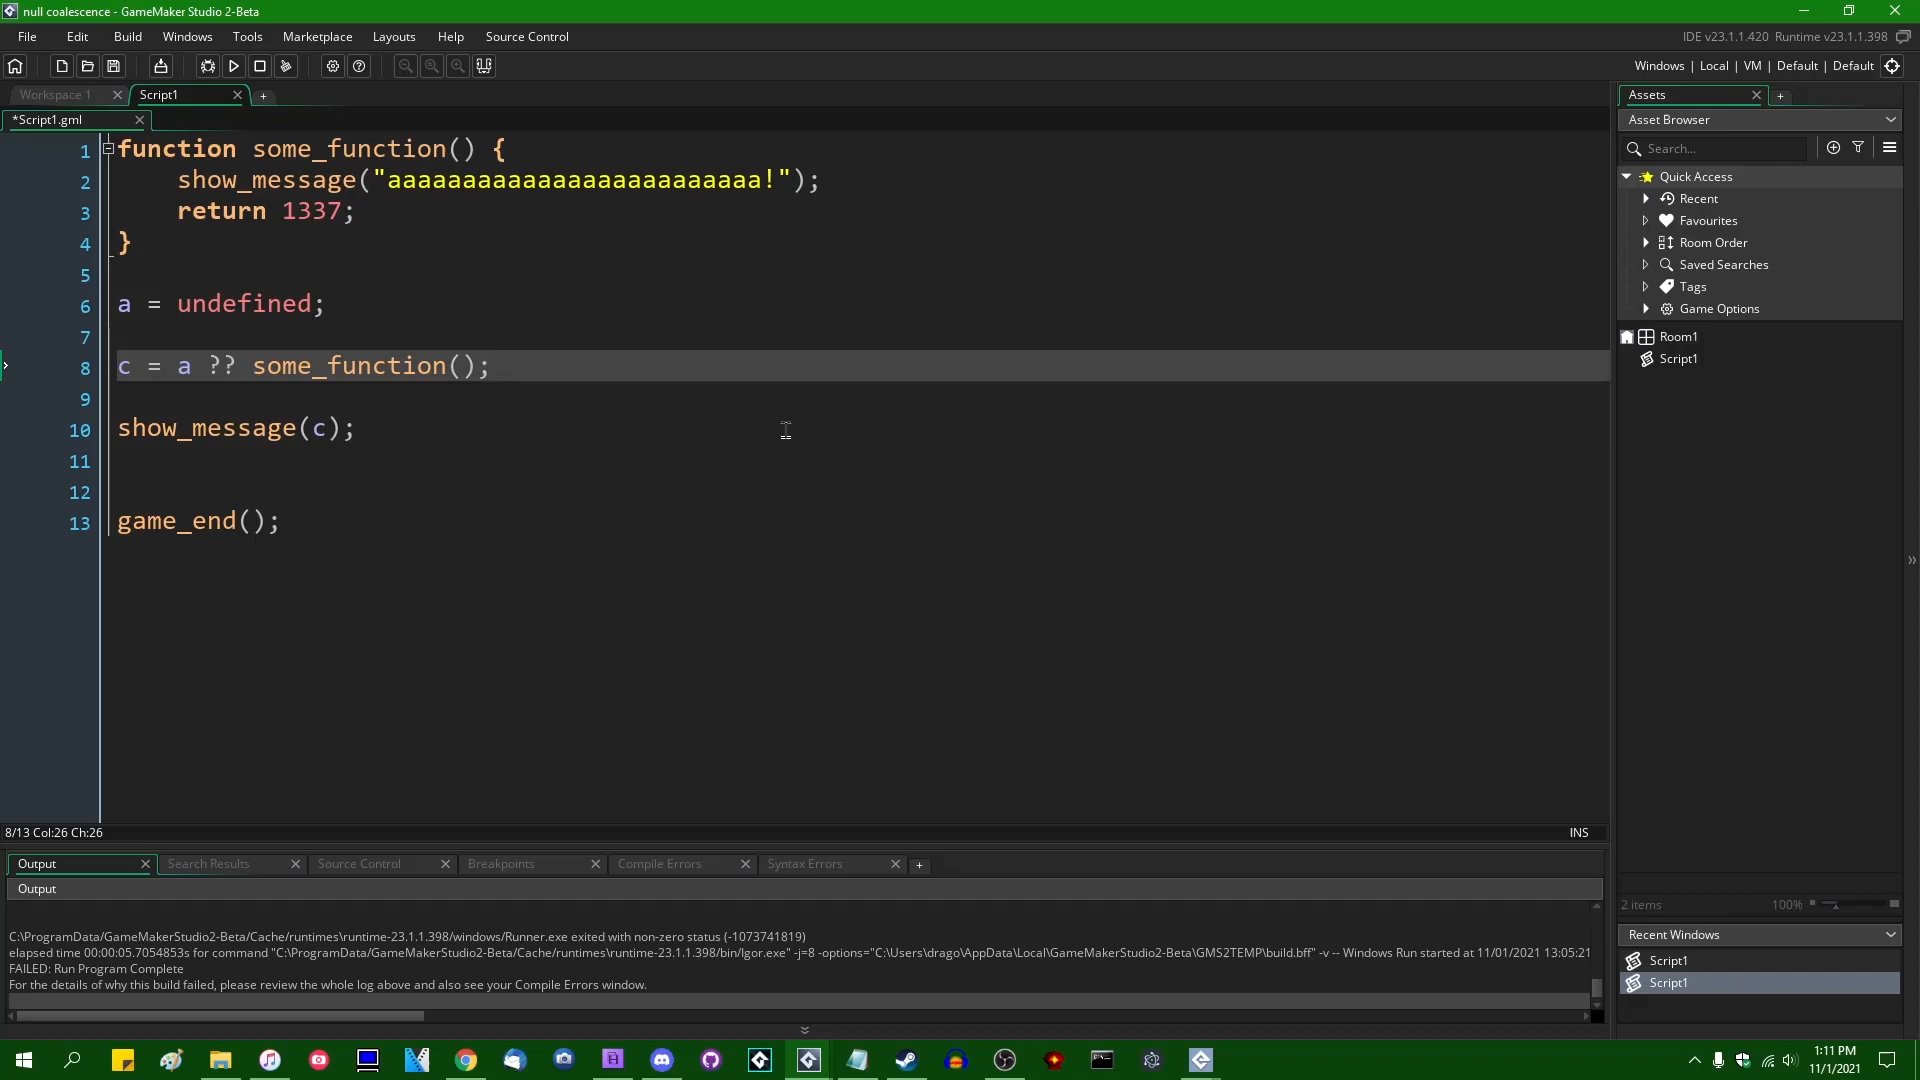 null coalescence - GameMaker Studio 2-Beta
File Edit Build Windows Tools Marketplace Layouts Help Source Control
IDE v23.1.1.420 Runtime v23.1.1.398
Windows | Local | VM | Default | Default
Workspace 1 Script1
*Script1.gml
1 function some_function() {
2 show_message("aaaaaaaaaaaaaaaaaaaaaaaaa!");
3 return 1337;
4 }
5
6 a = undefined;
7
8 c = a ?? some_function();
9
10 show_message(c);
11
12
13 game_end();
8/13 Col:26 Ch:26
INS
Assets
Asset Browser
Search...
Quick Access
Recent
Favourites
Room Order
Saved Searches
Tags
Game Options
Room1
Script1
2 items 100%
Recent Windows
Script1
Script1
Output Search Results Source Control Breakpoints Compile Errors Syntax Errors
Output
C:\ProgramData/GameMakerStudio2-Beta/Cache/runtimes\runtime-23.1.1.398/windows/Runner.exe exited with non-zero status (-1073741819)
elapsed time 00:00:05.7054853s for command "C:\ProgramData/GameMakerStudio2-Beta/Cache/runtimes\runtime-23.1.1.398/bin/Igor.exe" -j=8 -options="C:\Users\drago\AppData\Local\GameMakerStudio2-Beta\GMS2TEMP\build.bff" -v -- Windows Run started at 11/01/2021 13:05:21
FAILED: Run Program Complete
For the details of why this build failed, please review the whole log above and also see your Compile Errors window.
1:11 PM
11/1/2021